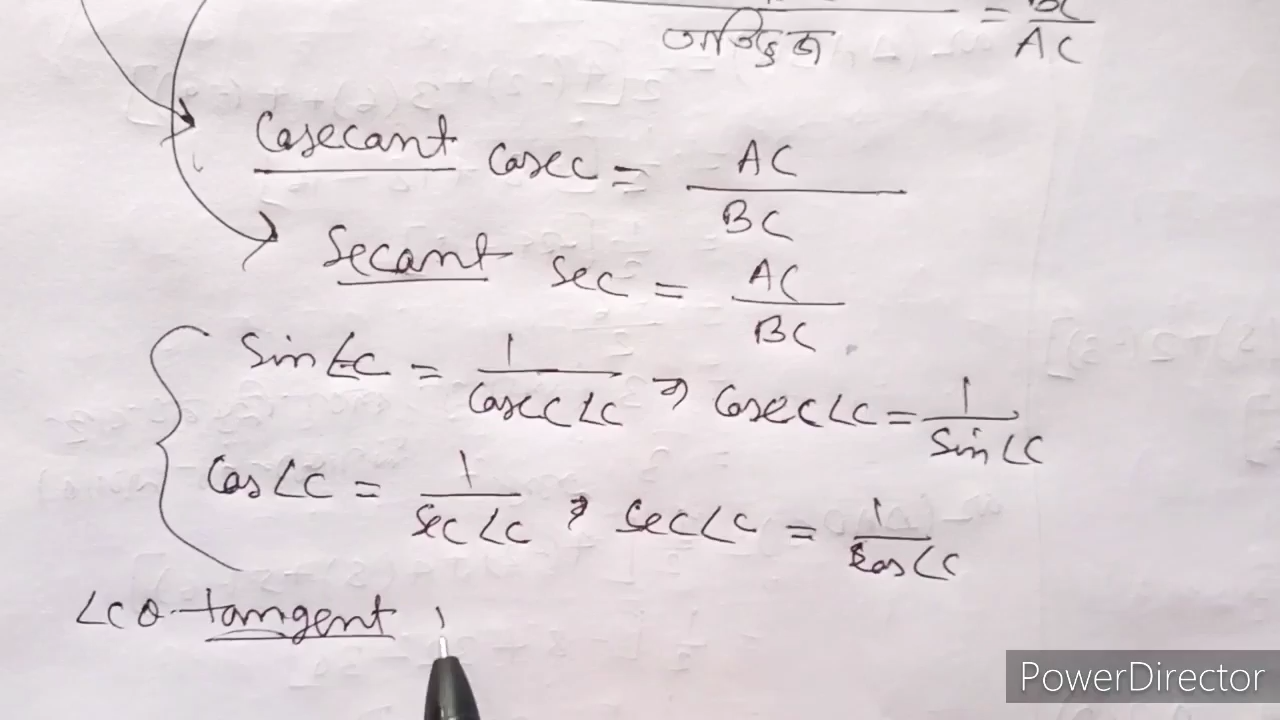 অতিভুজ = BC/AC
Cosecant cosec = AC/BC
Secant sec = AC/BC
Sin∠C = 1/Cosec∠C ⇒ Cosec∠C = 1/Sin∠C
Cos∠C = 1/Sec∠C ⇒ Sec∠C = 1/Cos∠C
∠C θ-tangent
PowerDirector